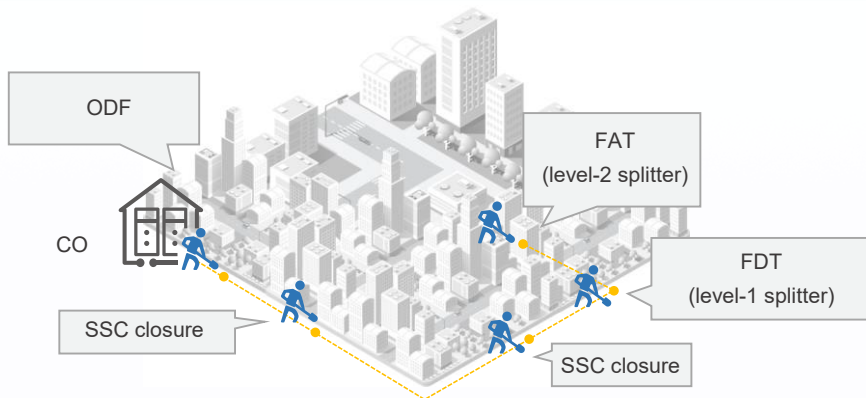 ODF
FAT
(level-2 splitter)
CO
FDT
(level-1 splitter)
SSC closure
SSC closure